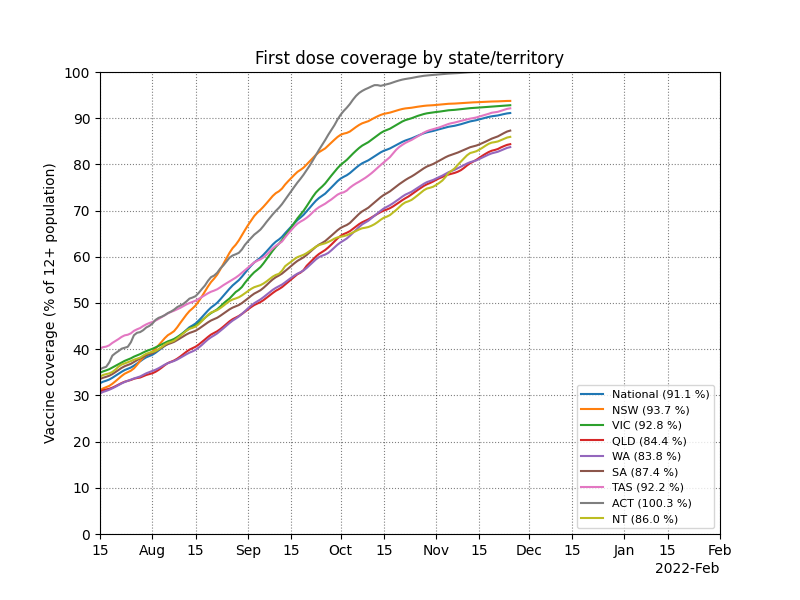 First dose coverage by state/territory
Vaccine coverage (% of 12+ population)
100
90
80
70
60
50
40
30
20
10
0
National (91.1 %)
NSW (93.7 %)
VIC (92.8 %)
QLD (84.4 %)
WA (83.8 %)
SA (87.4 %)
TAS (92.2 %)
ACT (100.3 %)
NT (86.0 %)
15 Aug 15 Sep 15 Oct 15 Nov 15 Dec 15 Jan 15 Feb
2022-Feb